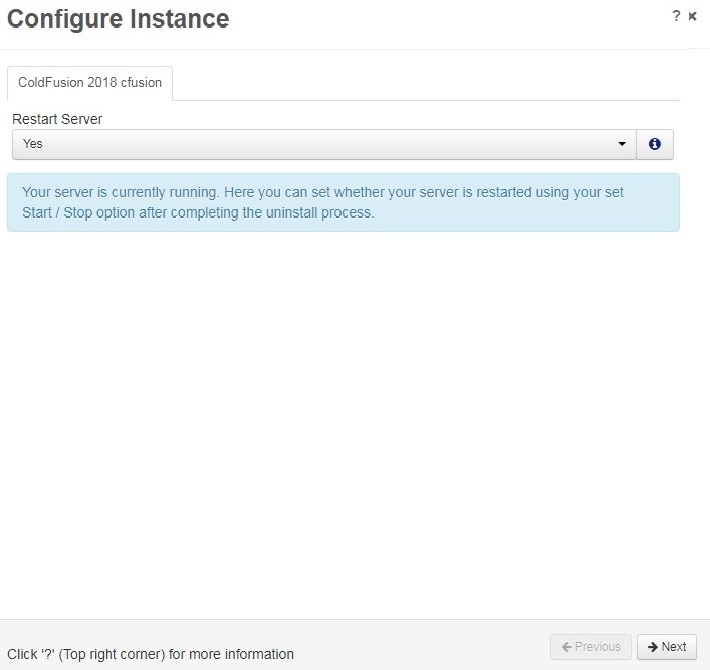 Configure Instance
? ×
ColdFusion 2018 cfusion
Restart Server
Yes
Your server is currently running. Here you can set whether your server is restarted using your set
Start / Stop option after completing the uninstall process.
Click '?' (Top right corner) for more information
Previous
Next